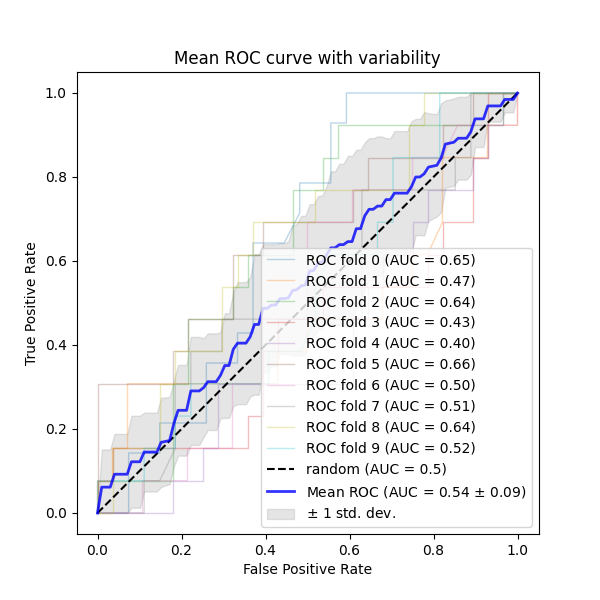 Mean ROC curve with variability
True Positive Rate
1.0
0.8
0.6
0.4
0.2
0.0
ROC fold 0 (AUC = 0.65)
ROC fold 1 (AUC = 0.47)
ROC fold 2 (AUC = 0.64)
ROC fold 3 (AUC = 0.43)
ROC fold 4 (AUC = 0.40)
ROC fold 5 (AUC = 0.66)
ROC fold 6 (AUC = 0.50)
ROC fold 7 (AUC = 0.51)
ROC fold 8 (AUC = 0.64)
ROC fold 9 (AUC = 0.52)
random (AUC = 0.5)
Mean ROC (AUC = 0.54 ± 0.09)
± 1 std. dev.
0.0 0.2 0.4 0.6 0.8 1.0
False Positive Rate